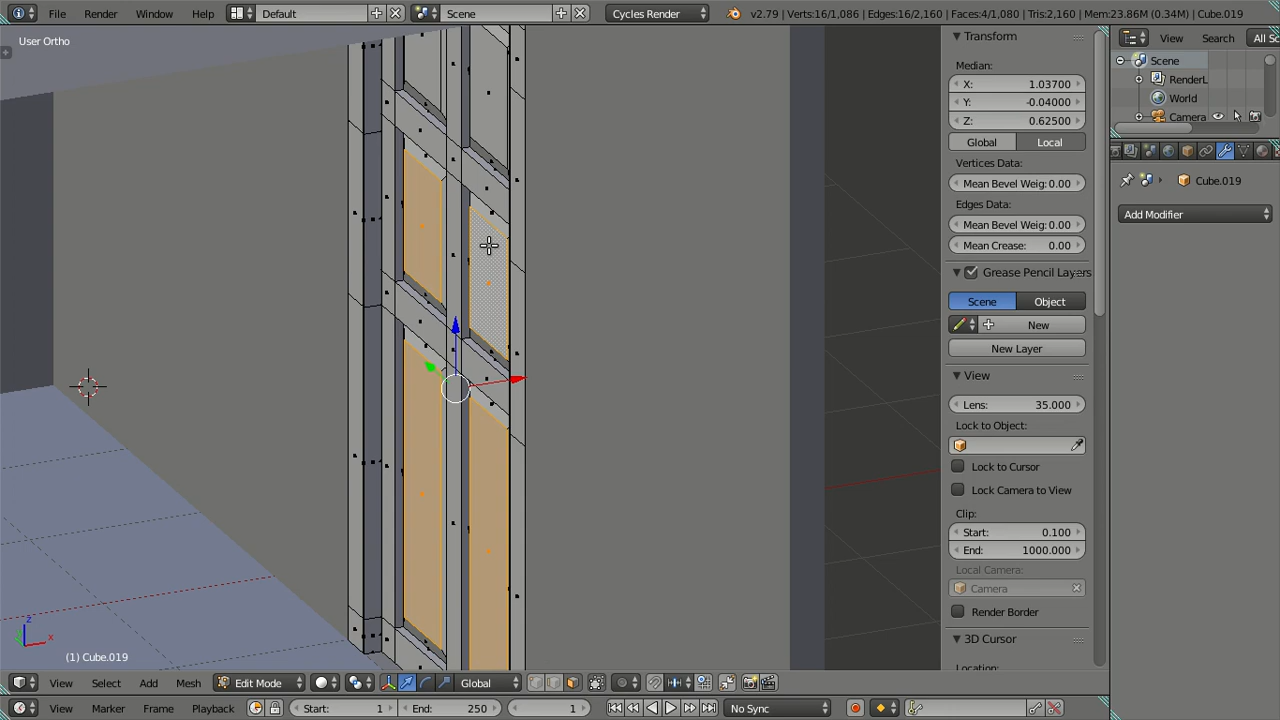 File Render Window Help Default Scene Cycles Render v2.79 | Verts:16/1,086 | Edges:16/2,160 | Faces:4/1,080 | Tris:2,160 | Mem:23.86M (0.34M) | Cube.019
User Ortho
Transform
Median:
X: 1.03700
Y: -0.04000
Z: 0.62500
Global Local
Vertices Data:
Mean Bevel Weig: 0.00
Edges Data:
Mean Bevel Weig: 0.00
Mean Crease: 0.00
Grease Pencil Layers
Scene Object
New
New Layer
View
Lens: 35.000
Lock to Object:
Lock to Cursor
Lock Camera to View
Clip:
Start: 0.100
End: 1000.000
Local Camera:
Camera
Render Border
3D Cursor
Location:
View Search All Sc
Scene
RenderL
World
Camera
Cube.019
Add Modifier
z
x
(1) Cube.019
View Select Add Mesh Edit Mode Global
View Marker Frame Playback Start: 1 End: 250 1 No Sync